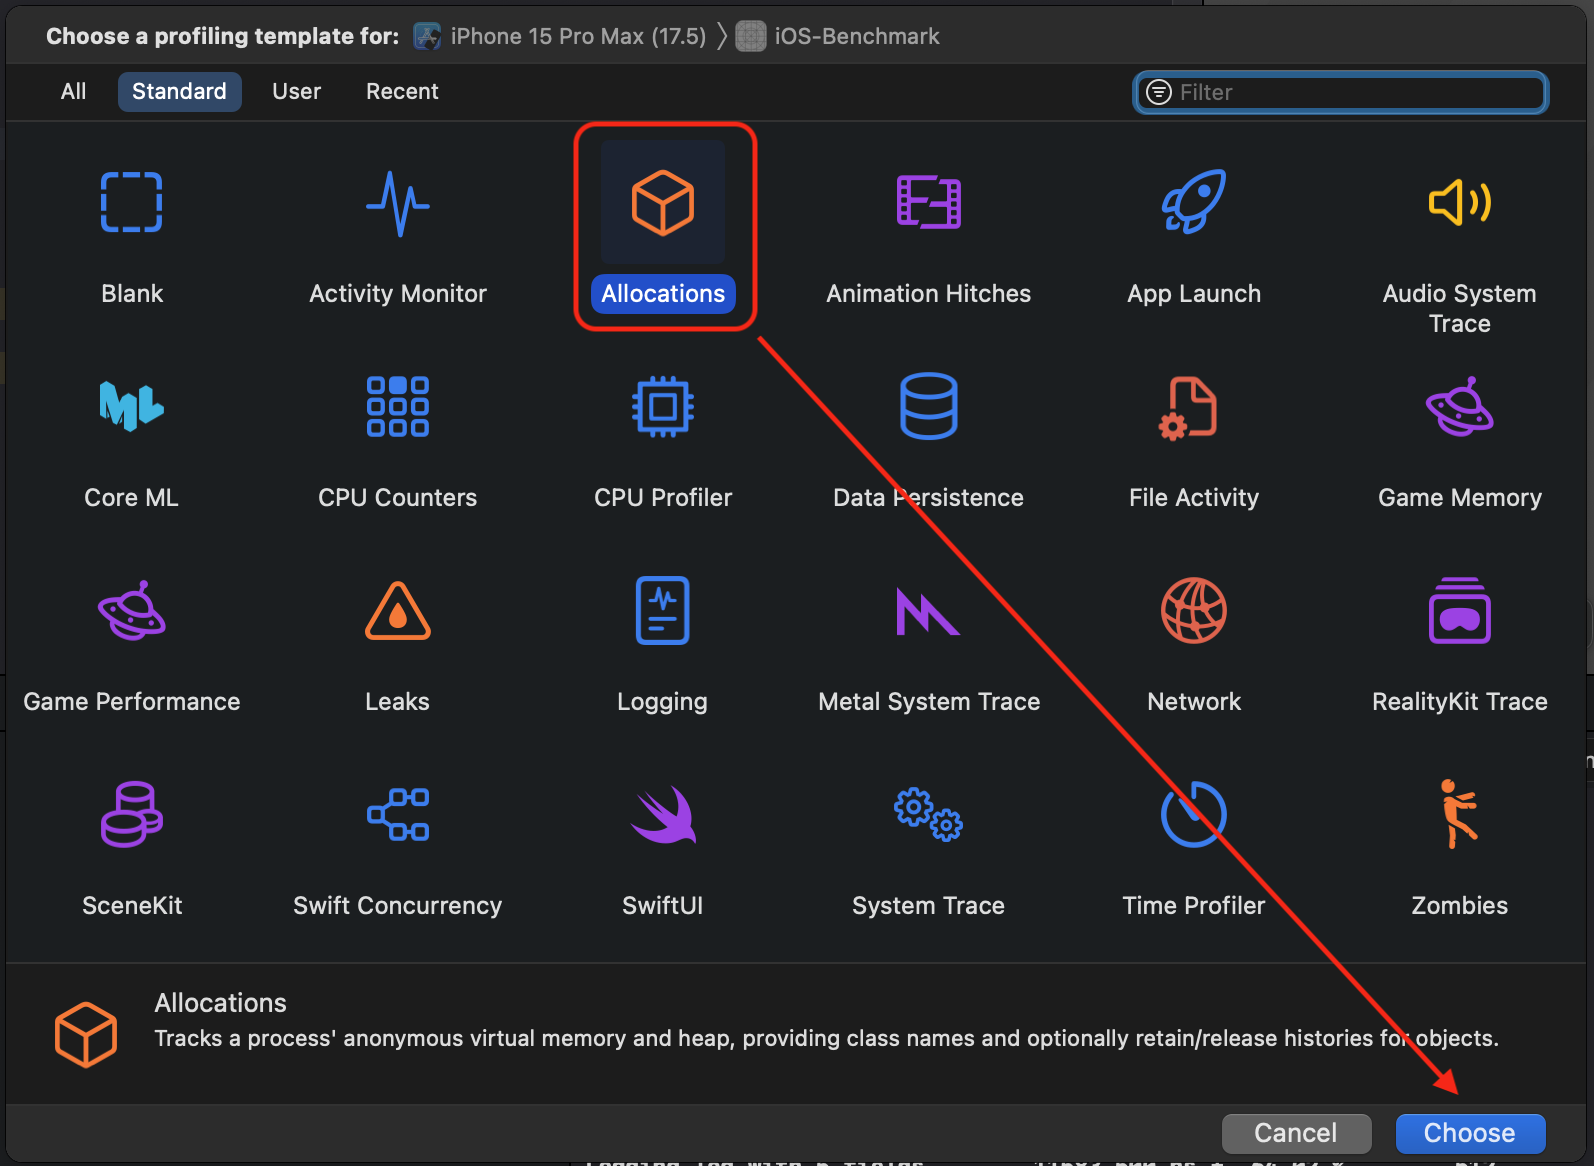 Choose a profiling template for: iPhone 15 Pro Max (17.5) iOS-Benchmark
All Standard User Recent Filter
Blank Activity Monitor Allocations Animation Hitches App Launch Audio System
Trace
Core ML CPU Counters CPU Profiler Data Persistence File Activity Game Memory
Game Performance Leaks Logging Metal System Trace Network RealityKit Trace
SceneKit Swift Concurrency SwiftUI System Trace Time Profiler Zombies
Allocations
Tracks a process' anonymous virtual memory and heap, providing class names and optionally retain/release histories for objects.
Cancel Choose